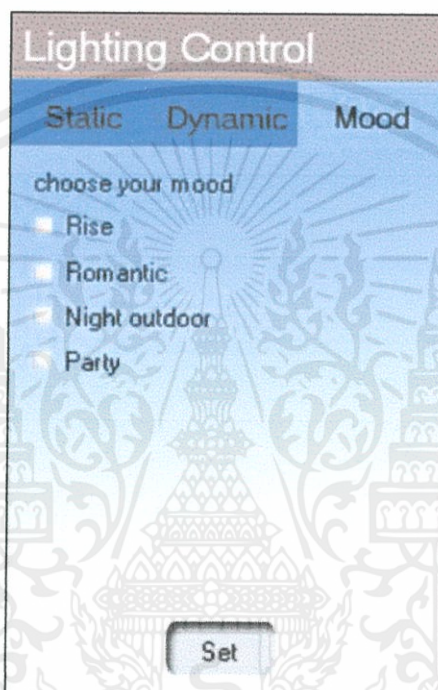 Lighting Control
Static Dynamic Mood
choose your mood
Rise
Romantic
Night outdoor
Party
Set